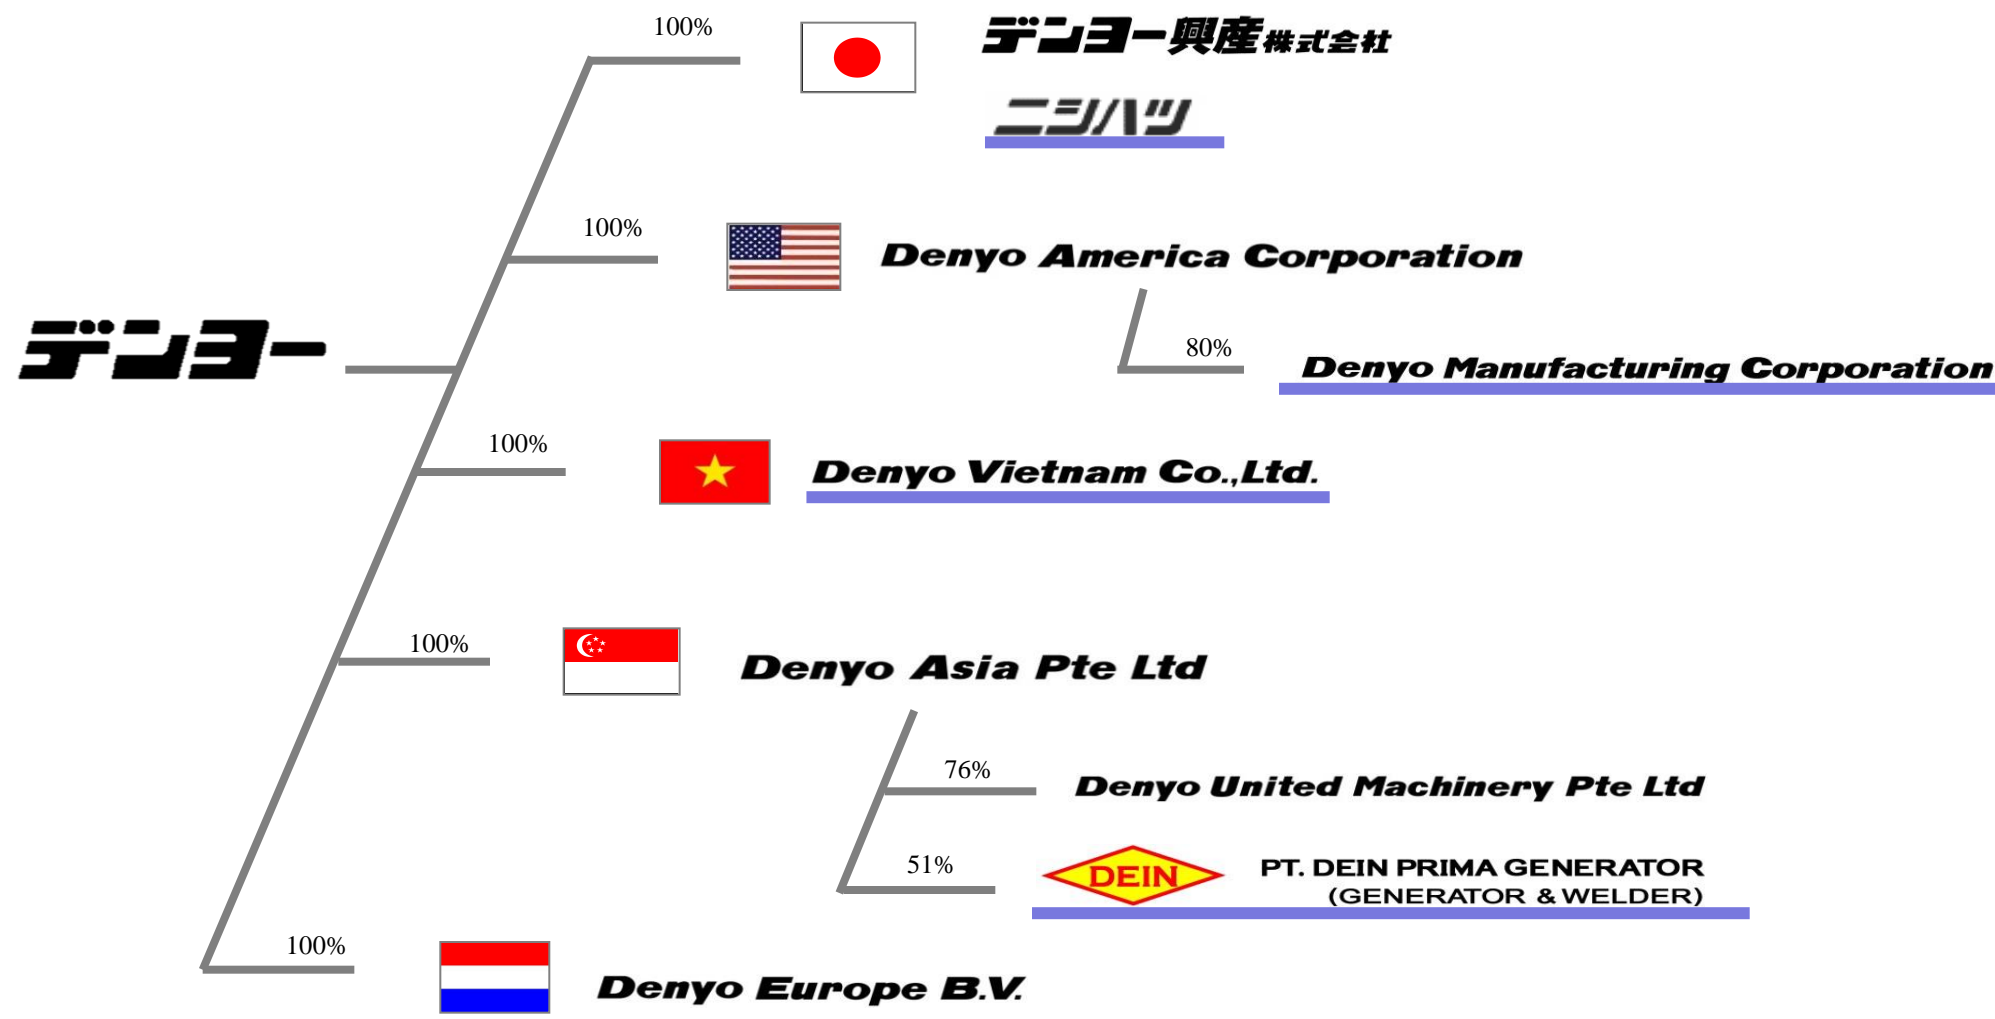 100%
デンヨー興産株式会社
ニシハツ
100%
Denyo America Corporation
デンヨー
80%
Denyo Manufacturing Corporation
100%
Denyo Vietnam Co.,Ltd.
100%
Denyo Asia Pte Ltd
76%
Denyo United Machinery Pte Ltd
51%
DEIN
PT. DEIN PRIMA GENERATOR
(GENERATOR & WELDER)
100%
Denyo Europe B.V.